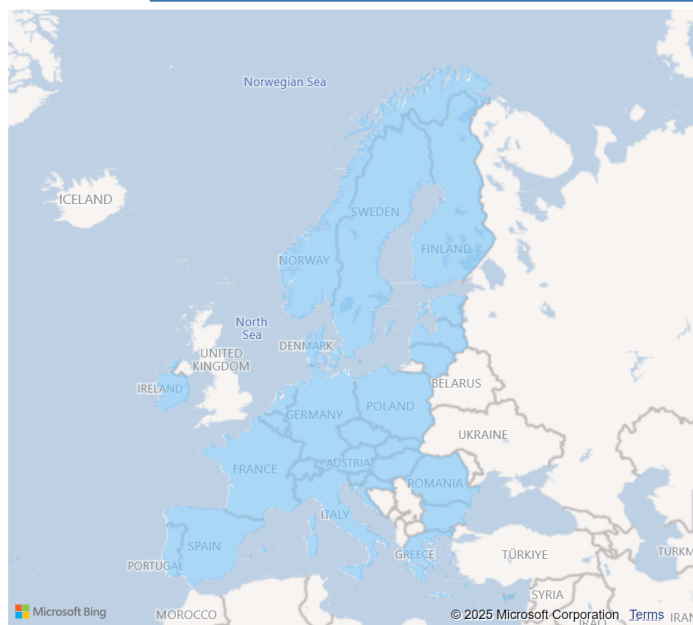 Norwegian Sea
ICELAND
SWEDEN
FINLAND
NORWAY
North
Sea
DENMARK
UNITED
KINGDOM
IRELAND
BELARUS
GERMANY
POLAND
UKRAINE
FRANCE
AUSTRIA
ROMANIA
ITALY
SPAIN
GREECE
TÜRKIYE
PORTUGAL
SYRIA
MOROCCO
Microsoft Bing
© 2025 Microsoft Corporation Terms